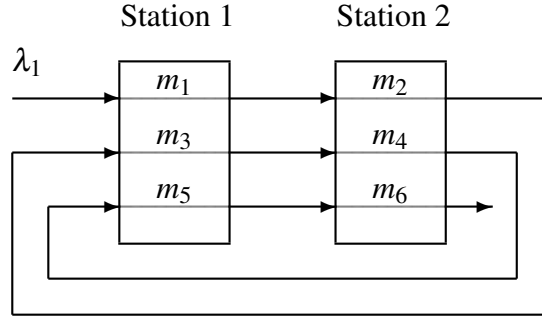 Station 1 Station 2
λ₁
m₁ m₂
m₃ m₄
m₅ m₆